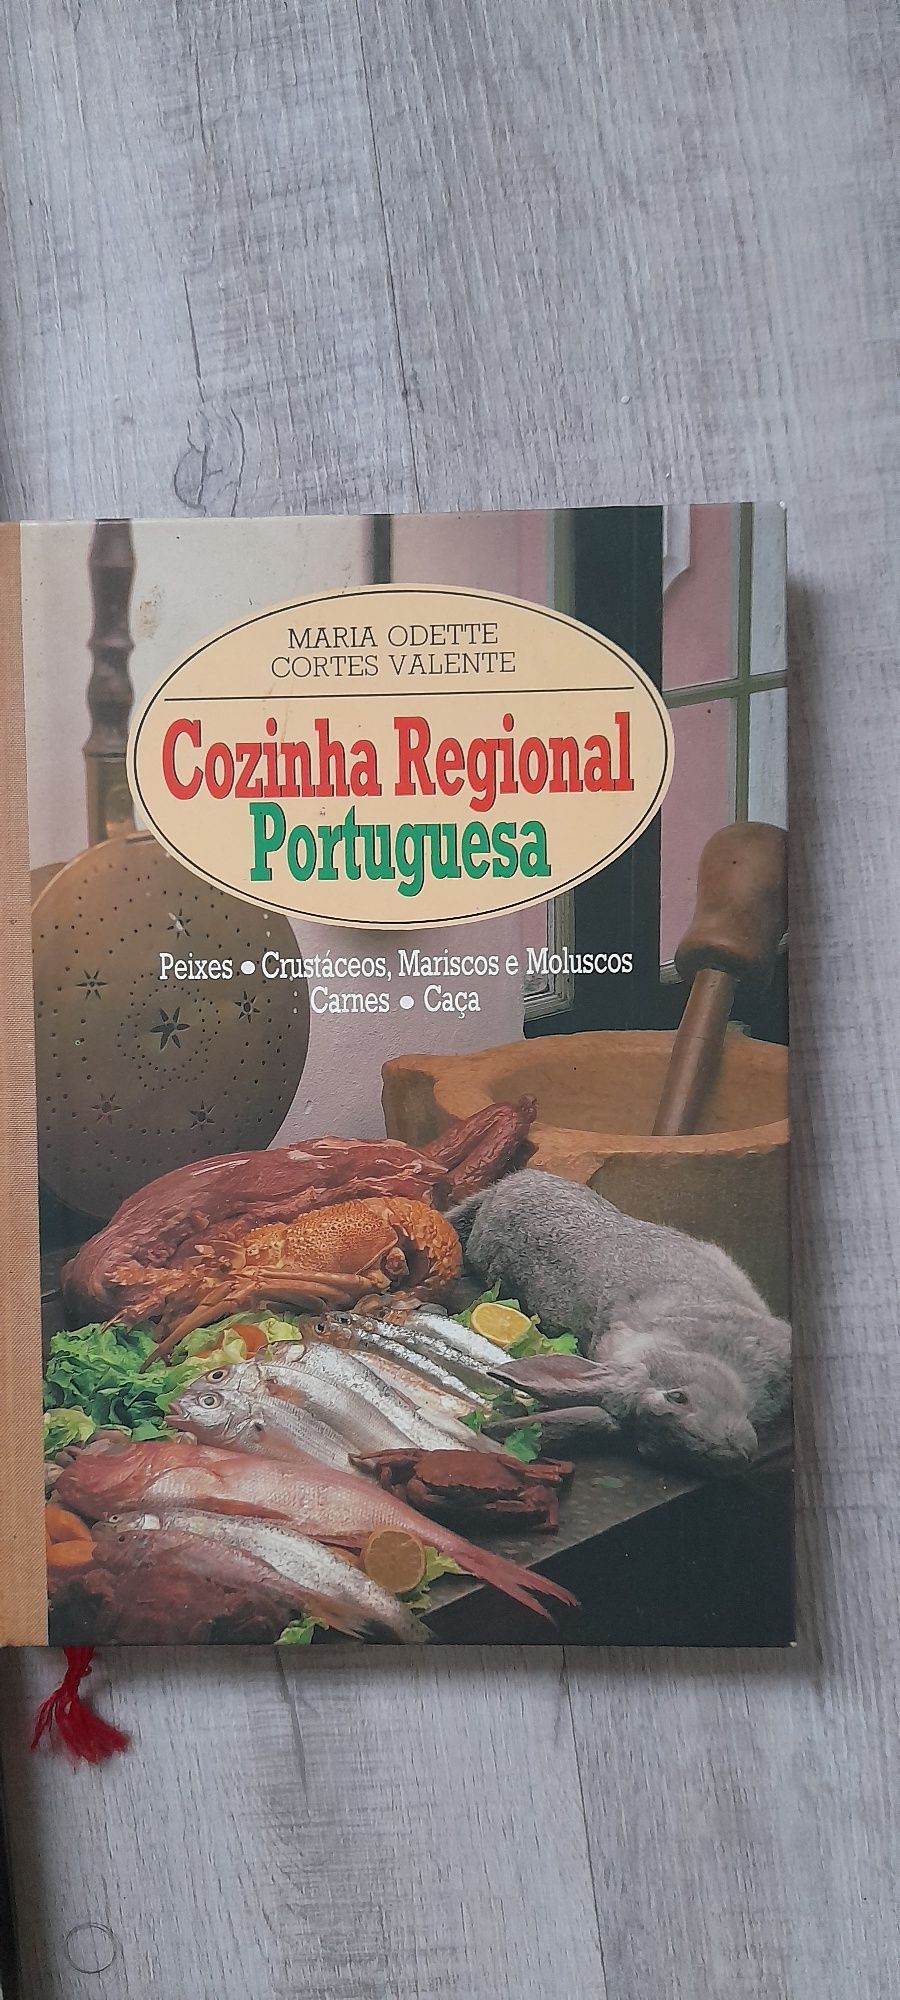 MARIA ODETTE
CORTES VALENTE
Cozinha Regional
Portuguesa
Peixes • Crustáceos, Mariscos e Moluscos
Carnes • Caça